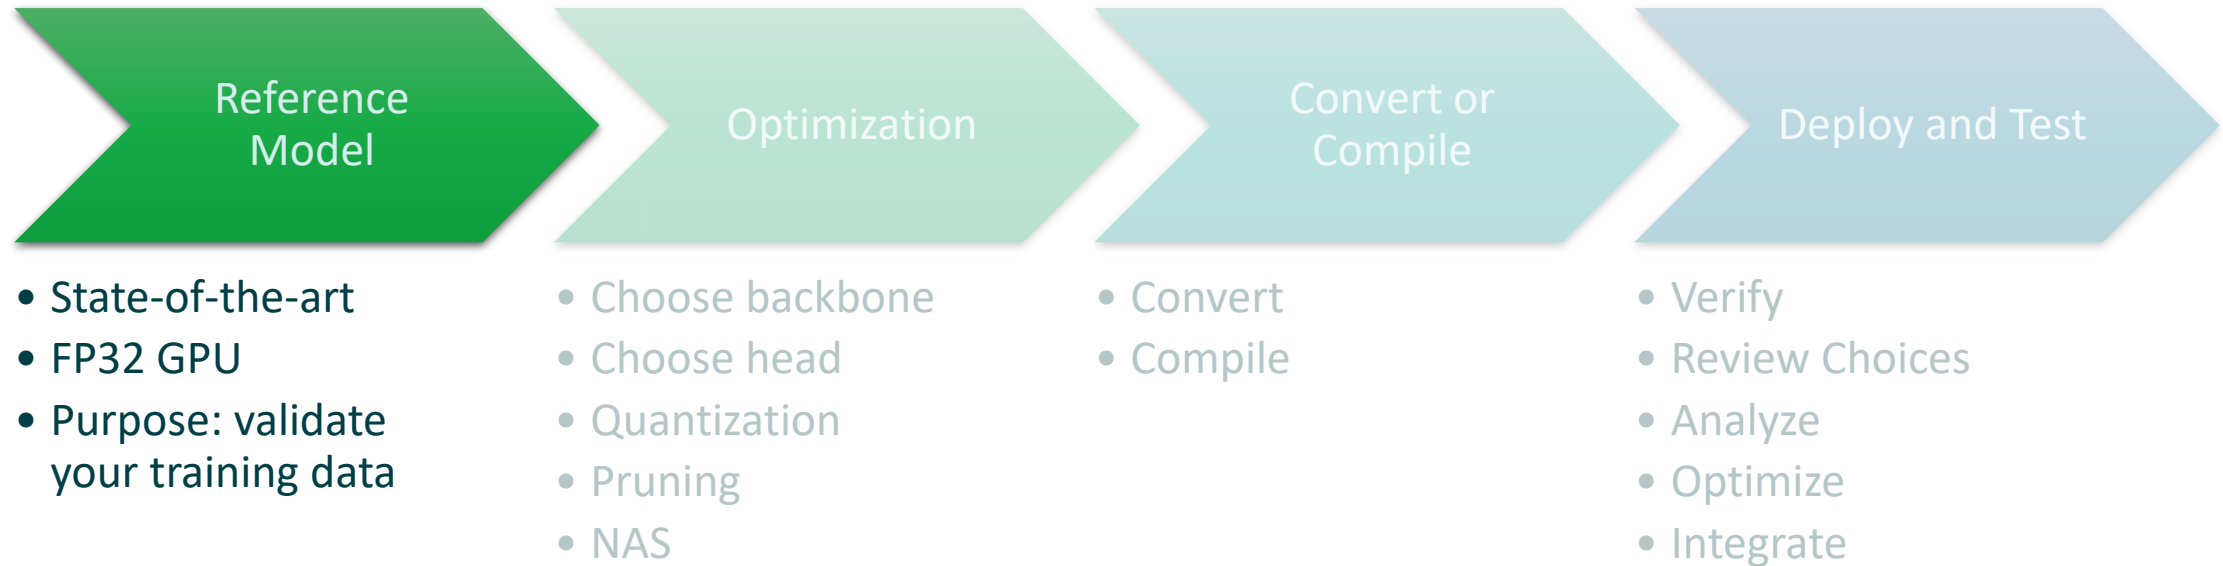 Reference
Model
Optimization
Convert or
Compile
Deploy and Test
• State-of-the-art
• FP32 GPU
• Purpose: validate
your training data
• Choose backbone
• Choose head
• Quantization
• Pruning
• NAS
• Convert
• Compile
• Verify
• Review Choices
• Analyze
• Optimize
• Integrate